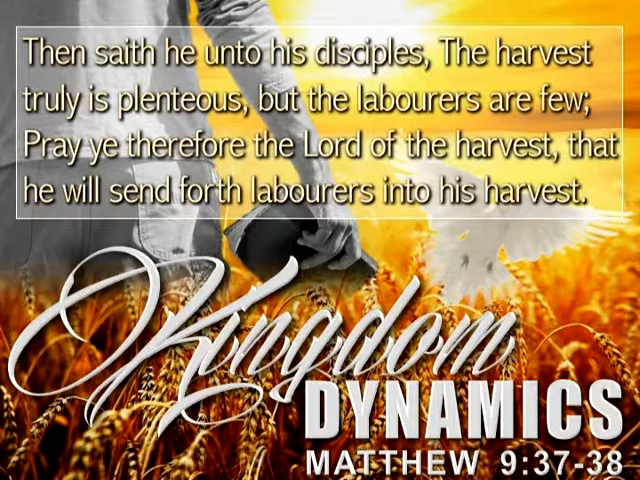 Then saith he unto his disciples, The harvest
truly is plenteous, but the labourers are few;
Pray ye therefore the Lord of the harvest, that
he will send forth labourers into his harvest.
Kingdom
DYNAMICS
MATTHEW 9:37-38